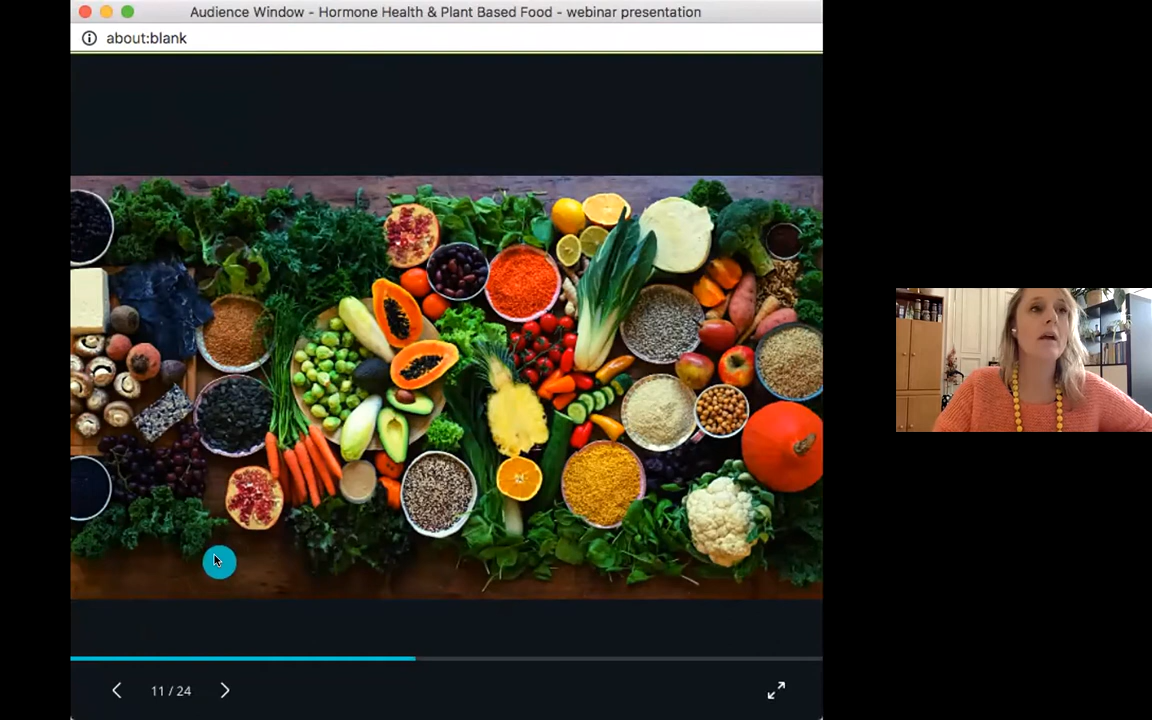 Audience Window - Hormone Health & Plant Based Food - webinar presentation
about:blank
11 / 24